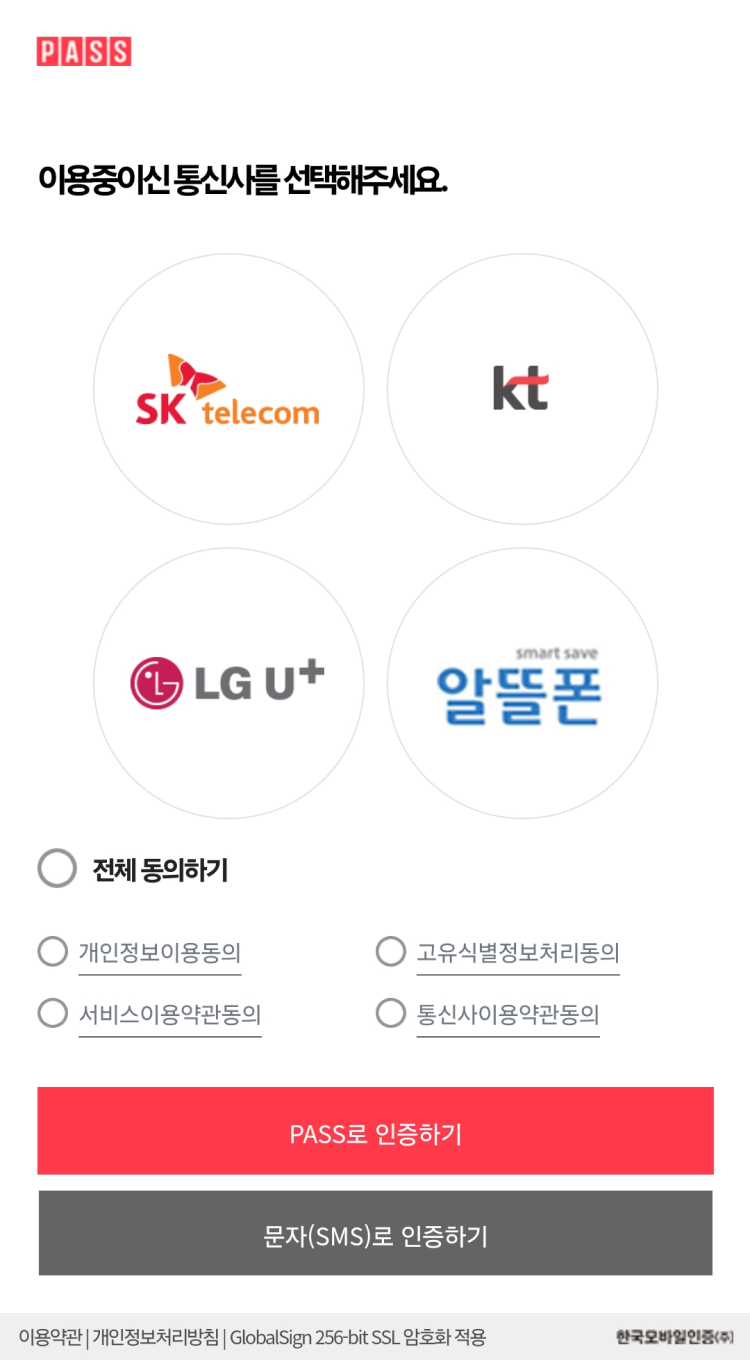 PASS
이용중이신 통신사를 선택해주세요.
SK telecom
kt
LG U+
smart save
알뜰폰
전체 동의하기
개인정보이용동의
고유식별정보처리동의
서비스이용약관동의
통신사이용약관동의
PASS로 인증하기
문자(SMS)로 인증하기
이용약관 | 개인정보처리방침 | GlobalSign 256-bit SSL 암호화 적용
한국모바일인증(주)